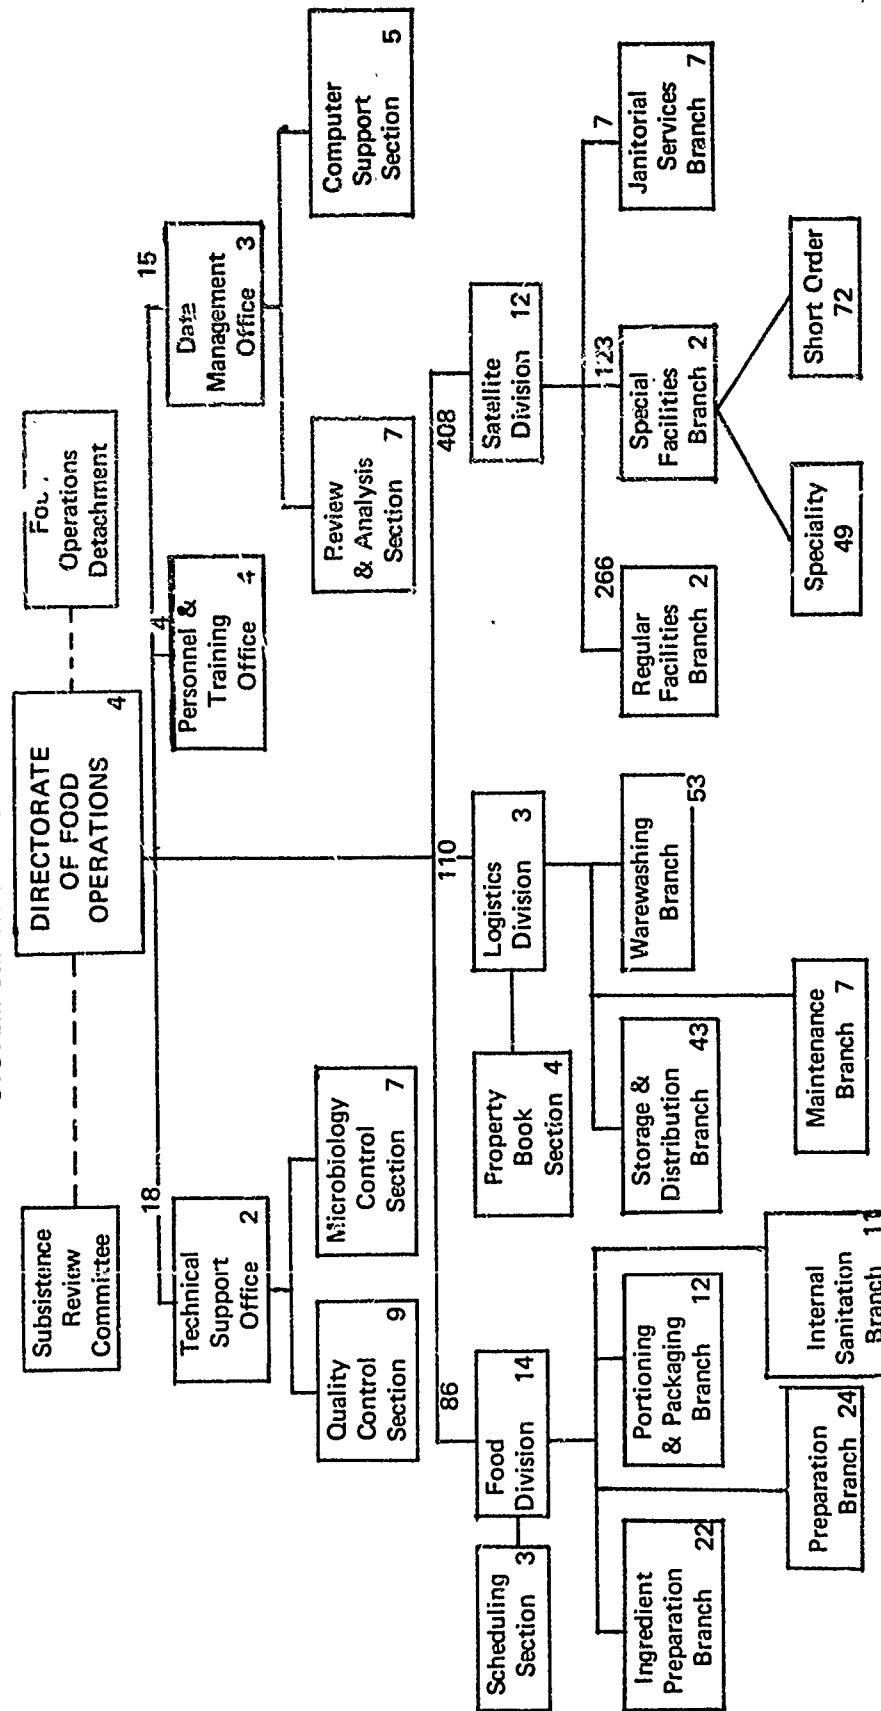 DIRECTORATE
OF FOOD
OPERATIONS
4
Subsistence
Review
Committee
Operations
Detachment
18
4
15
Technical
Support
Office 2
Personnel &
Training
Office 4
Data
Management
Office 3
Quality
Control
Section 9
Microbiology
Control
Section 7
Review
& Analysis
Section 7
Computer
Support
Section 5
86
110
408
Scheduling
Section 3
Food
Division 14
Property
Book
Section 4
Logistics
Division 3
Satellite
Division 12
266
123
7
Ingredient
Preparation
Branch 22
Portioning
& Packaging
Branch 12
Storage &
Distribution
Branch 43
Warewashing
Branch
53
Regular
Facilities
Branch 2
Special
Facilities
Branch 2
Janitorial
Services
Branch 7
Preparation
Branch 24
Internal
Sanitation
Branch 11
Maintenance
Branch 7
Speciality
49
Short Order
72